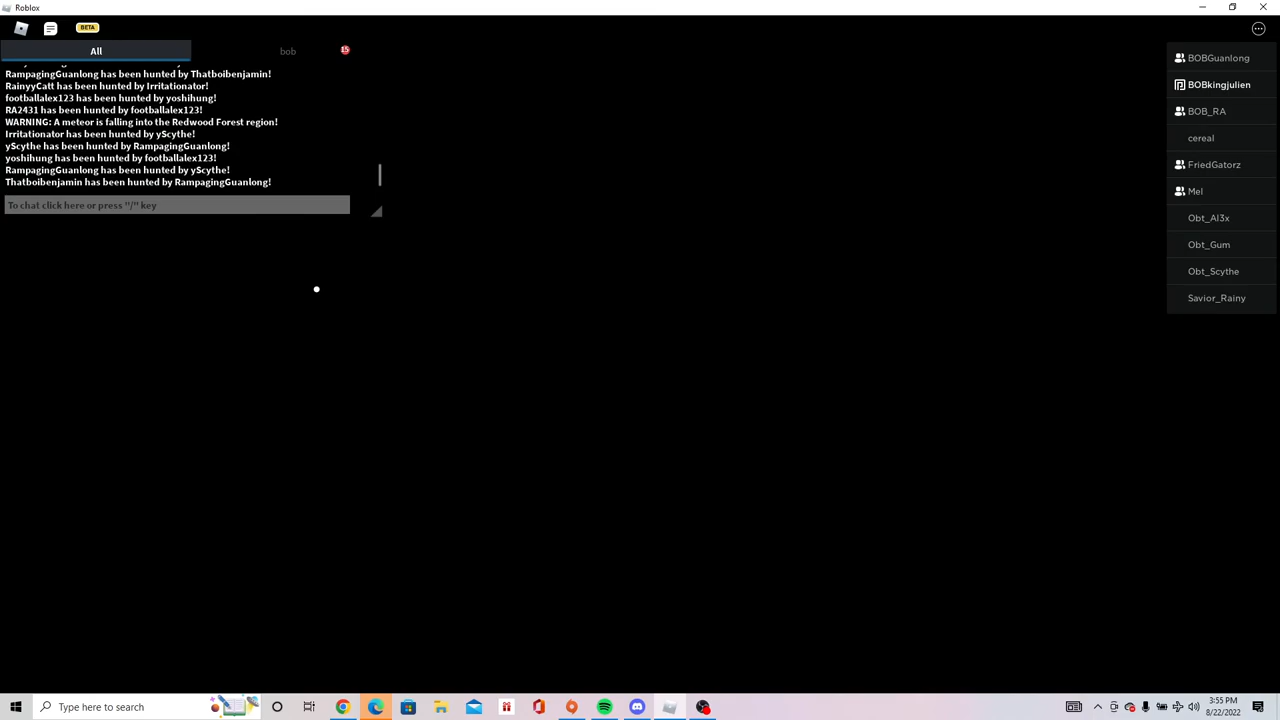 Roblox
BETA
All
bob
15
RampagingGuanlong has been hunted by Thatboibenjamin!
RainyyCatt has been hunted by Irritationator!
footballalex123 has been hunted by yoshihung!
RA2431 has been hunted by footballalex123!
WARNING: A meteor is falling into the Redwood Forest region!
Irritationator has been hunted by yScythe!
yScythe has been hunted by RampagingGuanlong!
yoshihung has been hunted by footballalex123!
RampagingGuanlong has been hunted by yScythe!
Thatboibenjamin has been hunted by RampagingGuanlong!
To chat click here or press "/" key
BOBGuanlong
BOBkingjulien
BOB_RA
cereal
FriedGatorz
Mel
Obt_Al3x
Obt_Gum
Obt_Scythe
Savior_Rainy
Type here to search
3:55 PM
8/22/2022